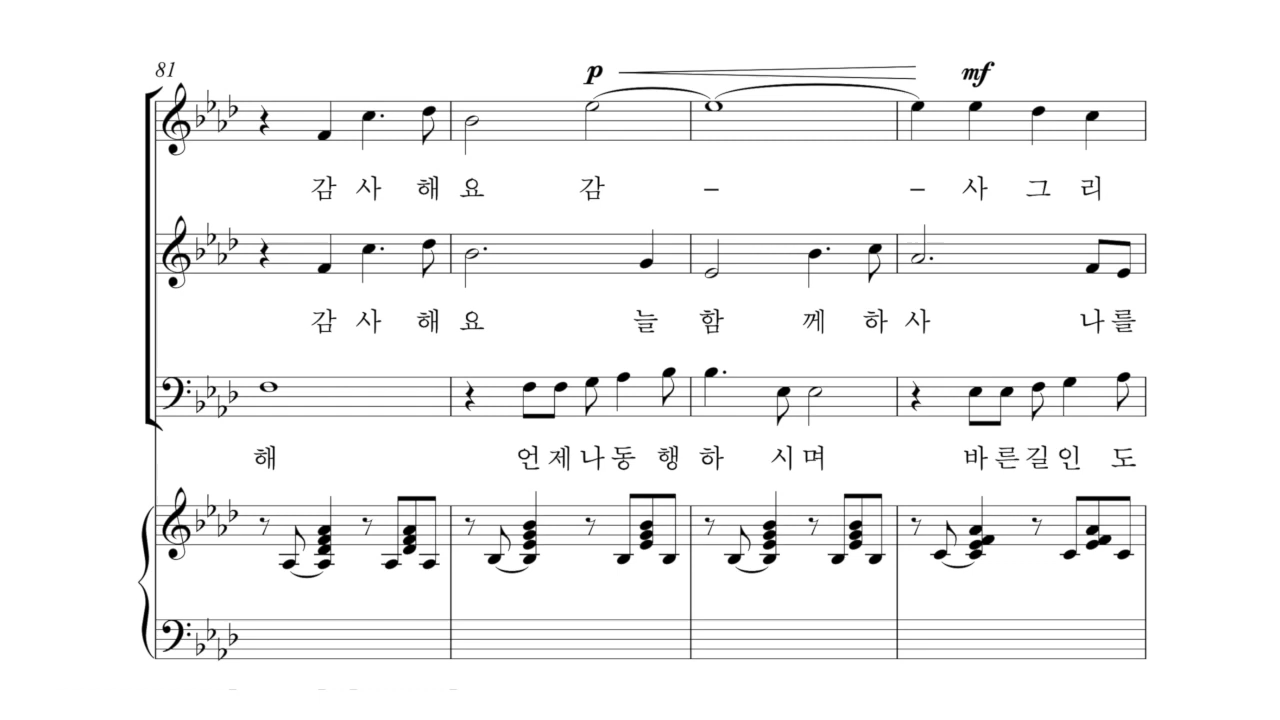 81
p mf
감 사 해 요 감 – – 사 그 리
감 사 해 요 늘 함 께 하 사 나 를
해 언 제 나 동 행 하 시 며 바 른 길 인 도